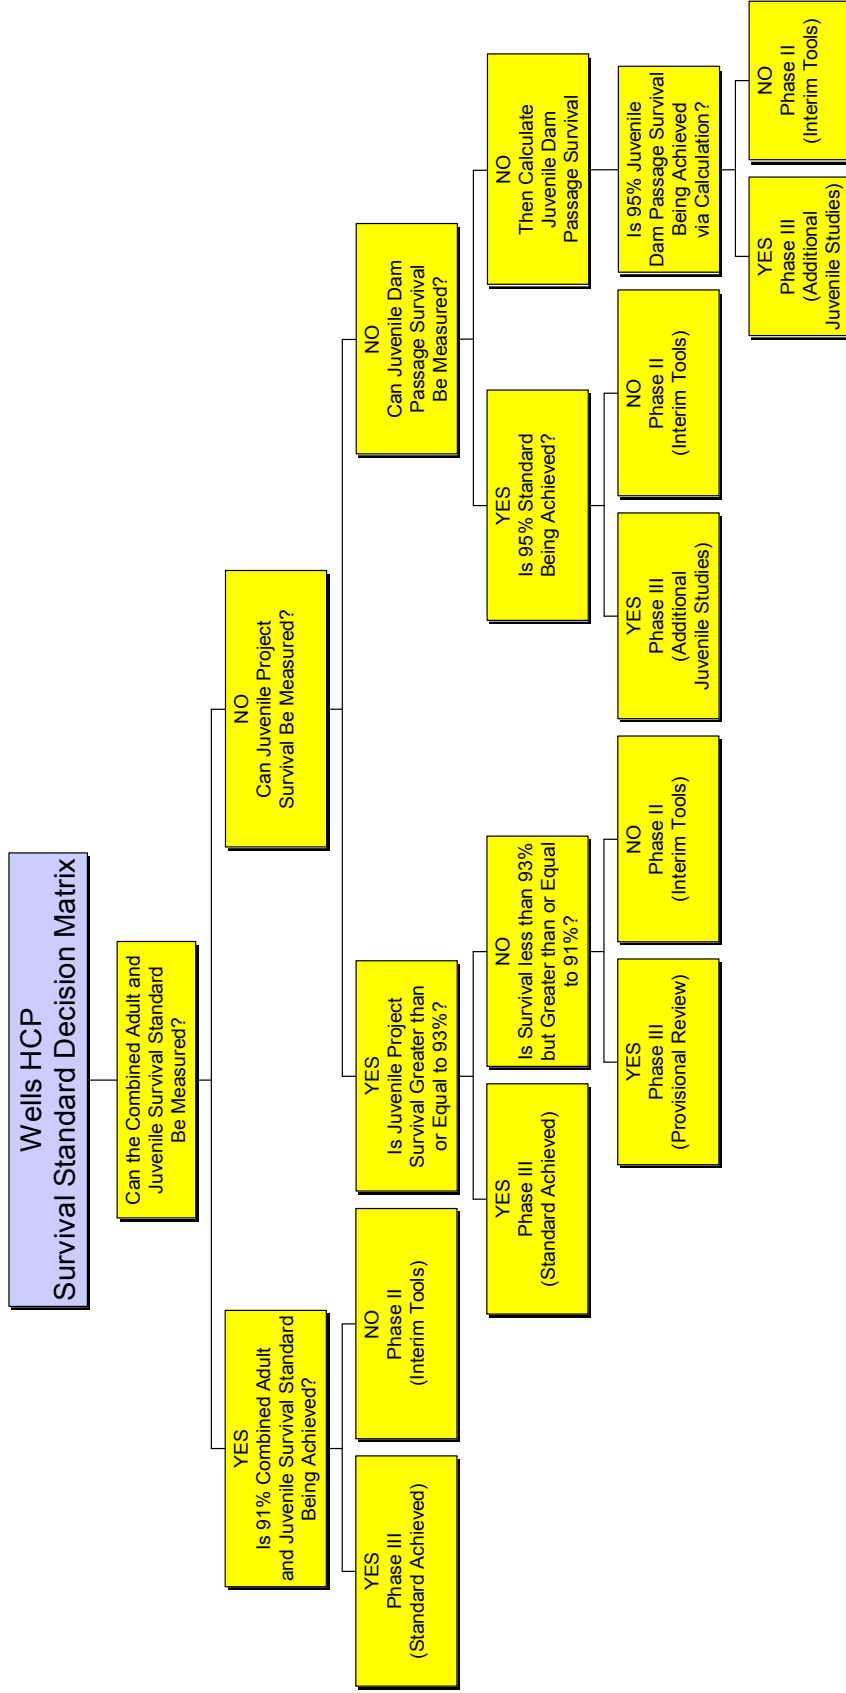 Wells HCP
Survival Standard Decision Matrix
Can the Combined Adult and
Juvenile Survival Standard
Be Measured?
YES
Is 91% Combined Adult
and Juvenile Survival Standard
Being Achieved?
NO
Can Juvenile Project
Survival Be Measured?
YES
Phase III
(Standard Achieved)
NO
Phase II
(Interim Tools)
YES
Is Juvenile Project
Survival Greater than
or Equal to 93%?
NO
Can Juvenile Dam
Passage Survival
Be Measured?
YES
Phase III
(Standard Achieved)
NO
Is Survival less than 93%
but Greater than or Equal
to 91%?
YES
Is 95% Standard
Being Achieved?
NO
Then Calculate
Juvenile Dam
Passage Survival
YES
Phase III
(Provisional Review)
NO
Phase II
(Interim Tools)
YES
Phase III
(Additional
Juvenile Studies)
NO
Phase II
(Interim Tools)
Is 95% Juvenile
Dam Passage Survival
Being Achieved
via Calculation?
YES
Phase III
(Additional
Juvenile Studies)
NO
Phase II
(Interim Tools)